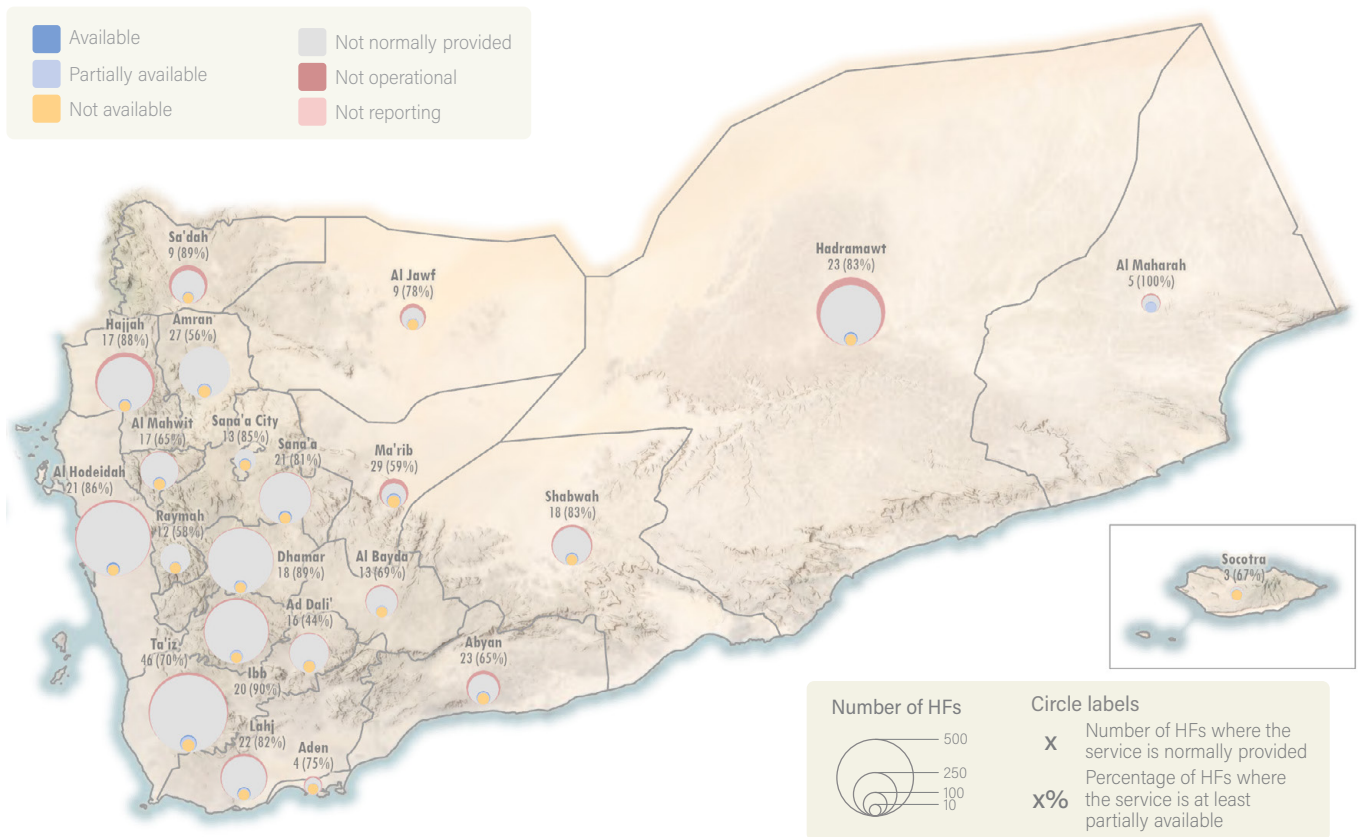 Available
Partially available
Not available
Not normally provided
Not operational
Not reporting
Sa'dah
9 (89%)
Al Jawf
9 (78%)
Hadramawt
23 (83%)
Al Maharah
5 (100%)
Hajjah
17 (88%)
Amran
27 (56%)
Al Mahwit
17 (65%)
Sana'a City
13 (85%)
Sana'a
21 (81%)
Ma'rib
29 (59%)
Al Hodeidah
21 (86%)
Shabwah
18 (83%)
Raymah
12 (58%)
Dhamar
18 (89%)
Al Bayda
13 (69%)
Socotra
3 (67%)
Ad Dali'
16 (44%)
Ta'iz
46 (70%)
Ibb
20 (90%)
Abyan
23 (65%)
Lahj
22 (82%)
Aden
4 (75%)
Number of HFs
500
250
100
10
Circle labels
x Number of HFs where the
service is normally provided
x% Percentage of HFs where
the service is at least
partially available